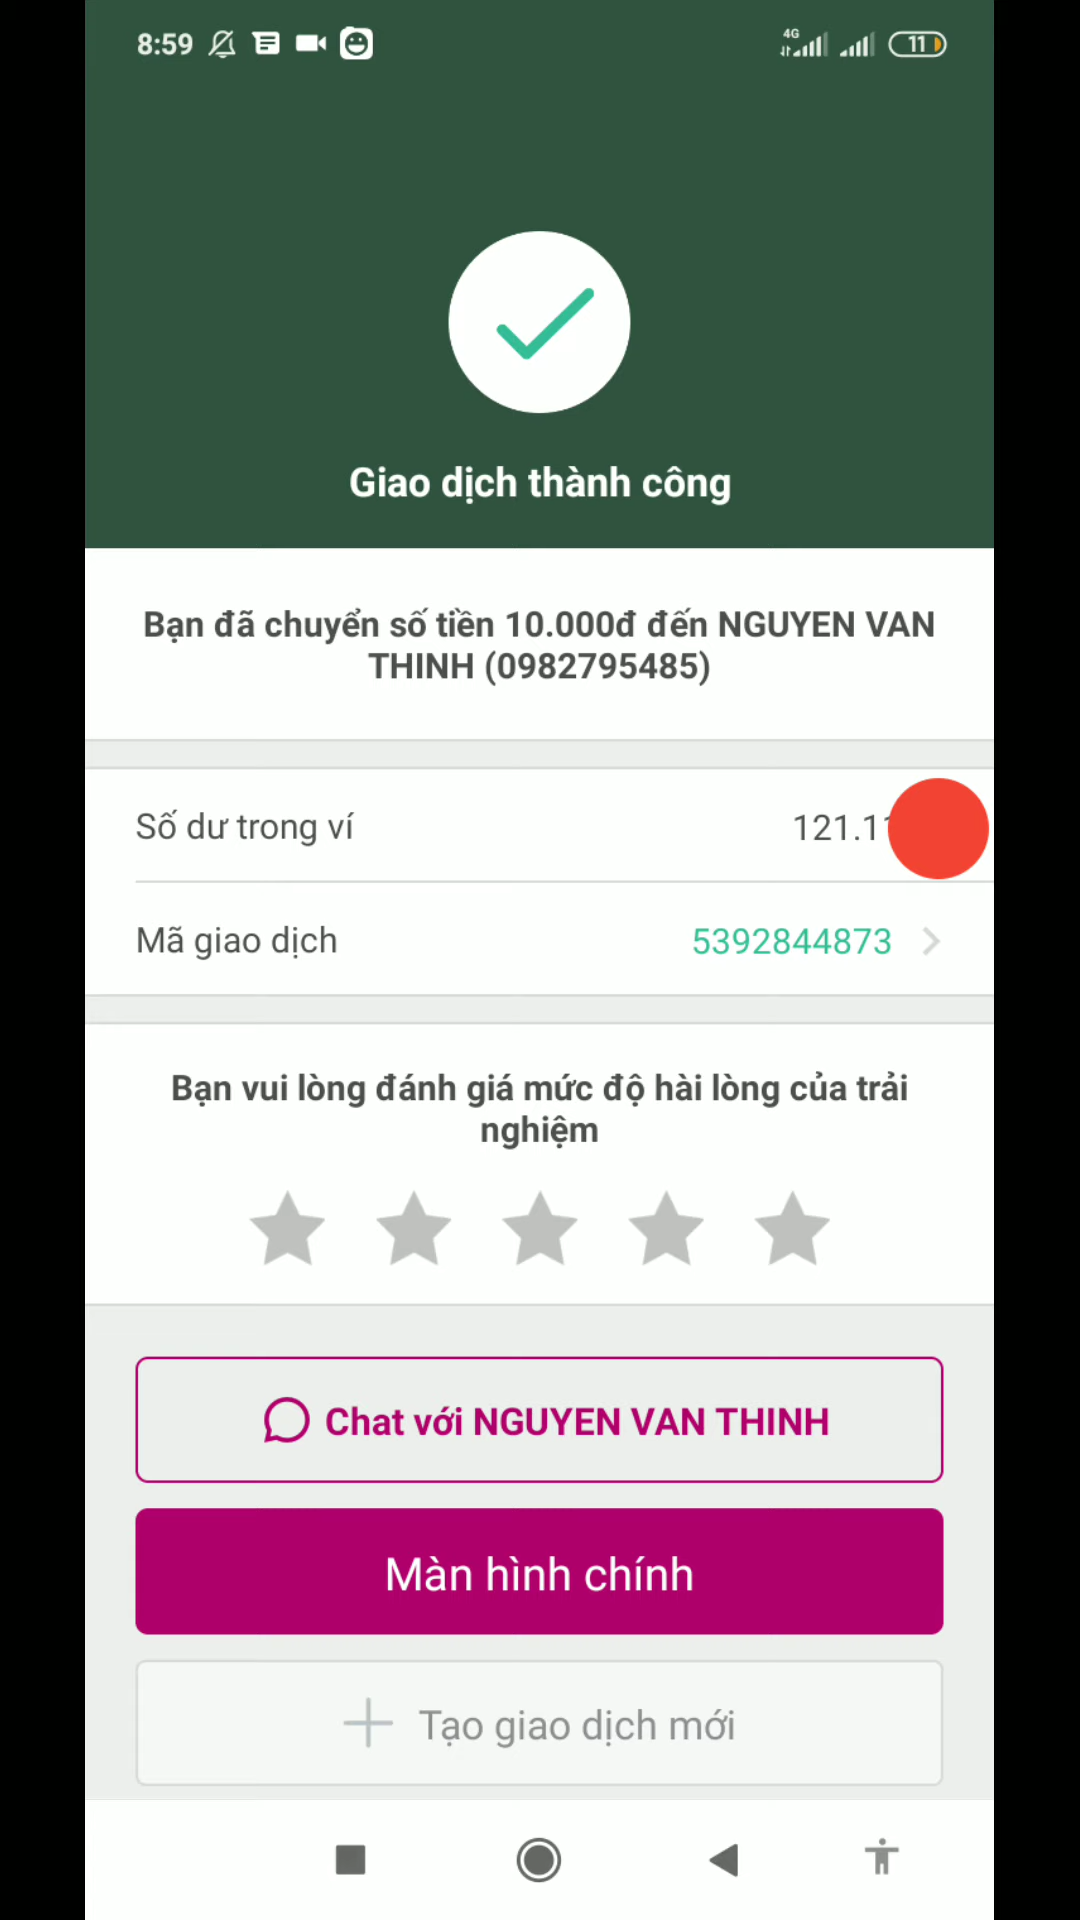 8:59
4G
11
Giao dịch thành công
Bạn đã chuyển số tiền 10.000đ đến NGUYEN VAN
THINH (0982795485)
Số dư trong ví
121.1
Mã giao dịch
5392844873
Bạn vui lòng đánh giá mức độ hài lòng của trải
nghiệm
Chat với NGUYEN VAN THINH
Màn hình chính
Tạo giao dịch mới